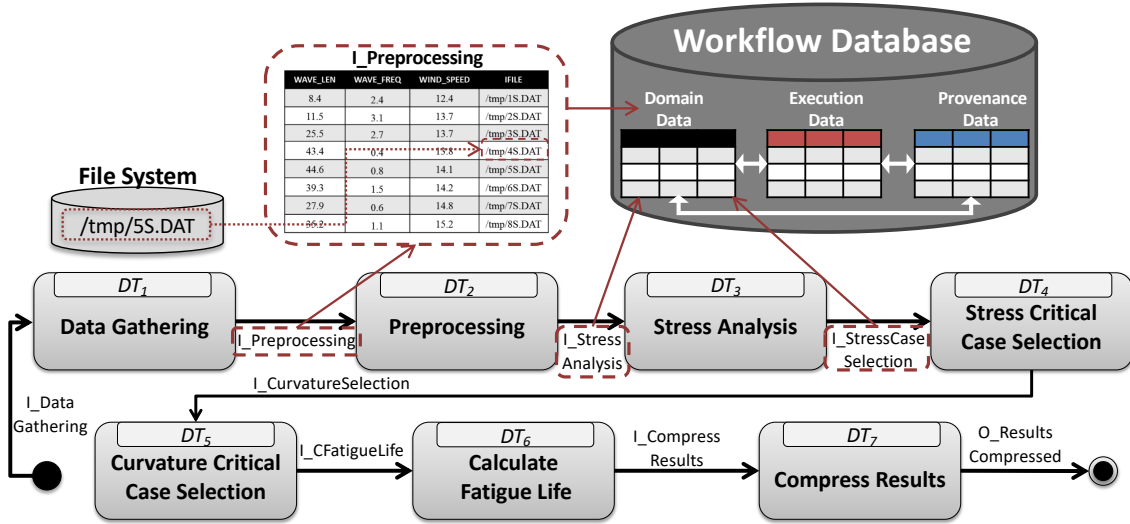 Workflow Database
I_Preprocessing
WAVE_LEN WAVE_FREQ WIND_SPEED IFILE
8.4 2.4 12.4 /tmp/1S.DAT
11.5 3.1 13.7 /tmp/2S.DAT
25.5 2.7 13.7 /tmp/3S.DAT
43.4 0.4 15.8 /tmp/4S.DAT
44.6 0.8 14.1 /tmp/5S.DAT
39.3 1.5 14.2 /tmp/6S.DAT
27.9 0.6 14.8 /tmp/7S.DAT
35.2 1.1 15.2 /tmp/8S.DAT
Domain
Data
Execution
Data
Provenance
Data
File System
/tmp/5S.DAT
DT1
Data Gathering
I_Preprocessing
DT2
Preprocessing
I_Stress
Analysis
DT3
Stress Analysis
I_StressCase
Selection
DT4
Stress Critical
Case Selection
I_CurvatureSelection
I_Data
Gathering
DT5
Curvature Critical
Case Selection
I_CFatigueLife
DT6
Calculate
Fatigue Life
I_Compress
Results
DT7
Compress Results
O_Results
Compressed